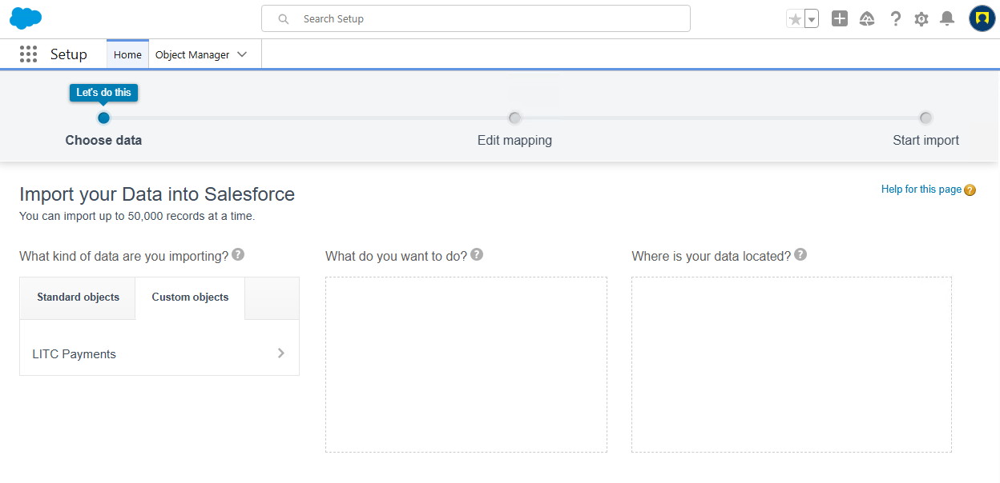 Search Setup
Setup
Home
Object Manager
Let's do this
Choose data
Edit mapping
Start import
Import your Data into Salesforce
Help for this page ?
You can import up to 50,000 records at a time.
What kind of data are you importing? ?
What do you want to do? ?
Where is your data located? ?
Standard objects
Custom objects
LITC Payments